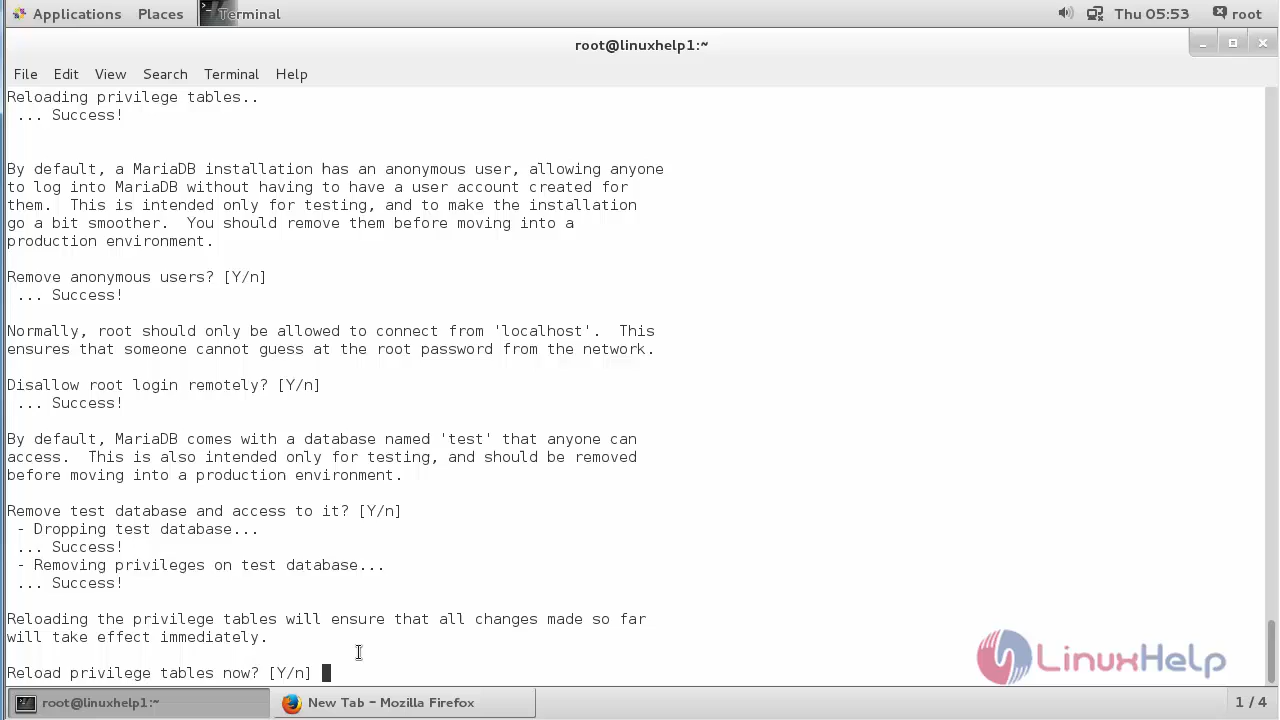 Applications Places Terminal Thu 05:53 root
root@linuxhelp1:~
File Edit View Search Terminal Help
Reloading privilege tables..
 ... Success!
By default, a MariaDB installation has an anonymous user, allowing anyone
to log into MariaDB without having to have a user account created for
them.  This is intended only for testing, and to make the installation
go a bit smoother.  You should remove them before moving into a
production environment.
Remove anonymous users? [Y/n]
 ... Success!
Normally, root should only be allowed to connect from 'localhost'.  This
ensures that someone cannot guess at the root password from the network.
Disallow root login remotely? [Y/n]
 ... Success!
By default, MariaDB comes with a database named 'test' that anyone can
access.  This is also intended only for testing, and should be removed
before moving into a production environment.
Remove test database and access to it? [Y/n]
 - Dropping test database...
 ... Success!
 - Removing privileges on test database...
 ... Success!
Reloading the privilege tables will ensure that all changes made so far
will take effect immediately.
Reload privilege tables now? [Y/n]
LinuxHelp
root@linuxhelp1:~ New Tab - Mozilla Firefox 1 / 4